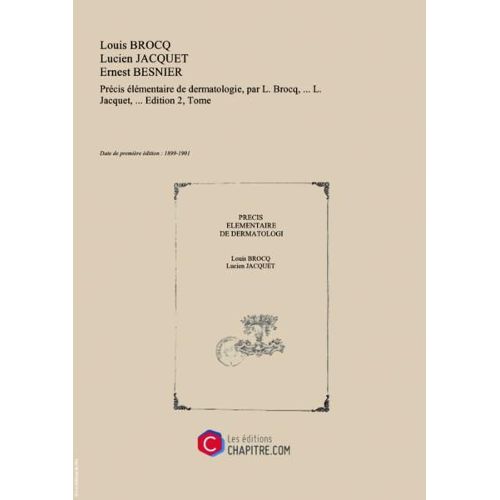 Louis BROCQ
Lucien JACQUET
Ernest BESNIER
Précis élémentaire de dermatologie, par L. Brocq, ... L.
Jacquet, ... Edition 2, Tome
Date de première édition : 1899-1901
PRECIS
ELEMENTAIRE
DE DERMATOLOGI
Louis BROCQ
Lucien JACQUET
Les éditions
CHAPITRE.COM